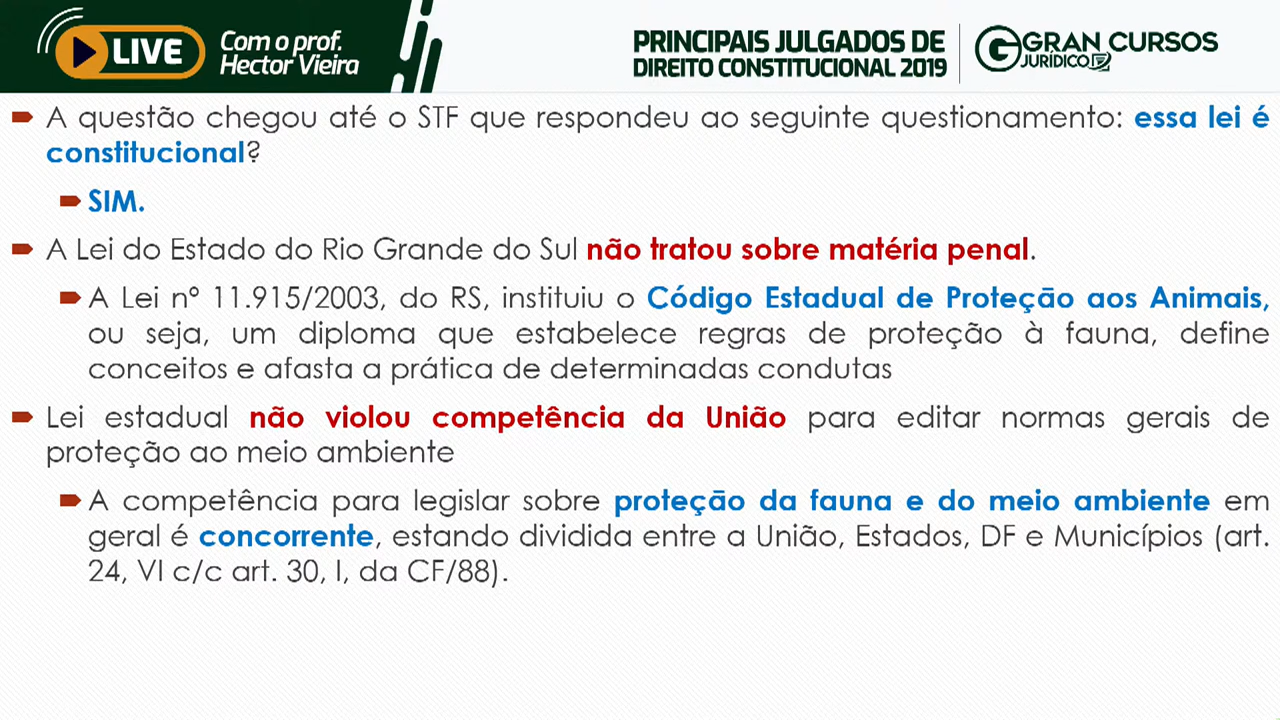 LIVE
Com o prof.
Hector Vieira
PRINCIPAIS JULGADOS DE
DIREITO CONSTITUCIONAL 2019
GRAN CURSOS
JURÍDICO
A questão chegou até o STF que respondeu ao seguinte questionamento: essa lei é
constitucional?
SIM.
A Lei do Estado do Rio Grande do Sul não tratou sobre matéria penal.
A Lei nº 11.915/2003, do RS, instituiu o Código Estadual de Proteção aos Animais,
ou seja, um diploma que estabelece regras de proteção à fauna, define
conceitos e afasta a prática de determinadas condutas
Lei estadual não violou competência da União para editar normas gerais de
proteção ao meio ambiente
A competência para legislar sobre proteção da fauna e do meio ambiente em
geral é concorrente, estando dividida entre a União, Estados, DF e Municípios (art.
24, VI c/c art. 30, I, da CF/88).